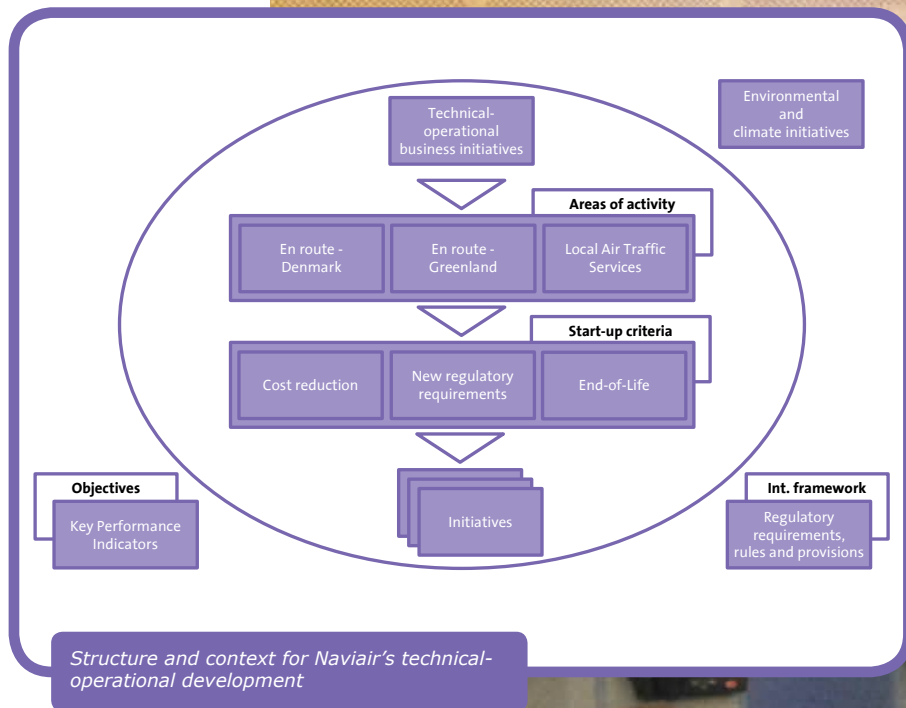 Technical-
operational
business initiatives
Environmental
and
climate initiatives
Areas of activity
En route -
Denmark
En route -
Greenland
Local Air Traffic
Services
Start-up criteria
Cost reduction
New regulatory
requirements
End-of-Life
Initiatives
Objectives
Key Performance
Indicators
Int. framework
Regulatory
requirements,
rules and provisions
Structure and context for Naviair's technical-
operational development